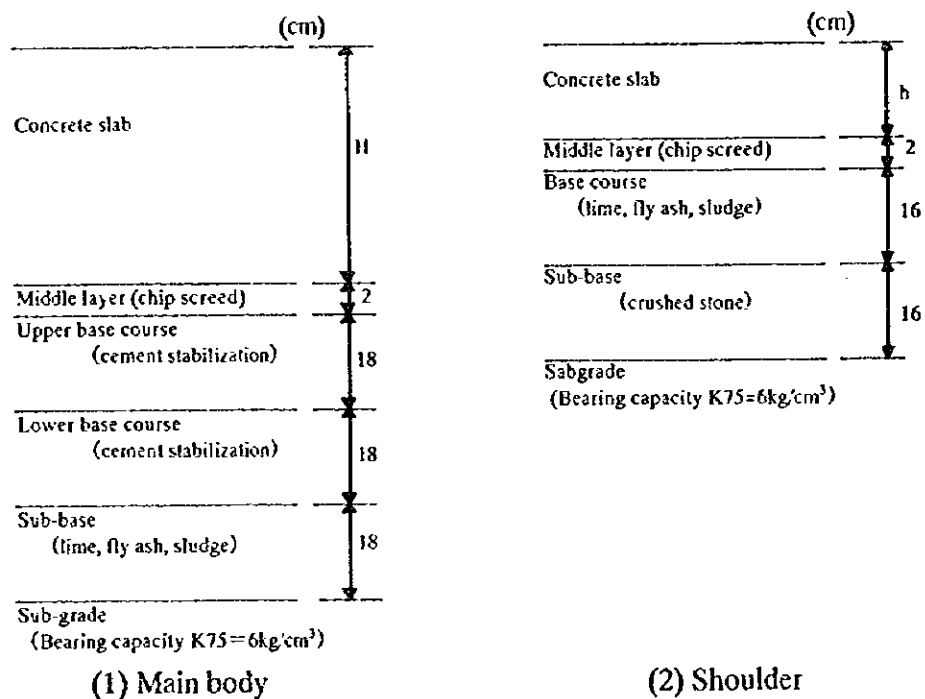 (cm)
Concrete slab
H
Middle layer (chip screed)
2
Upper base course
(cement stabilization)
18
Lower base course
(cement stabilization)
18
Sub-base
(lime, fly ash, sludge)
18
Sub-grade
(Bearing capacity K75=6kg/cm³)
(1) Main body
(cm)
Concrete slab
h
Middle layer (chip screed)
2
Base course
(lime, fly ash, sludge)
16
Sub-base
(crushed stone)
16
Sabgrade
(Bearing capacity K75=6kg/cm³)
(2) Shoulder